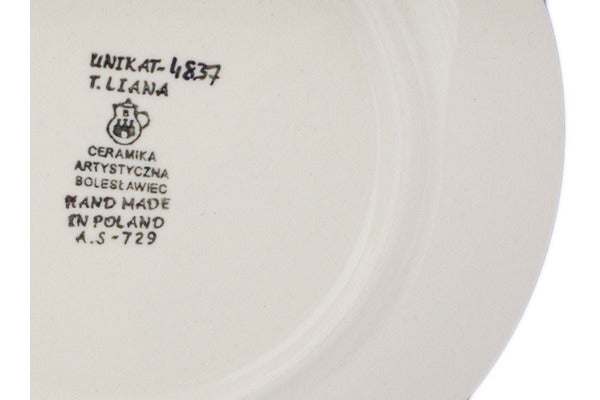 UNIKAT-4837
T. LIANA
B
CERAMIKA
ARTYSTYCZNA
BOLESŁAWIEC
HAND MADE
IN POLAND
A.S-729